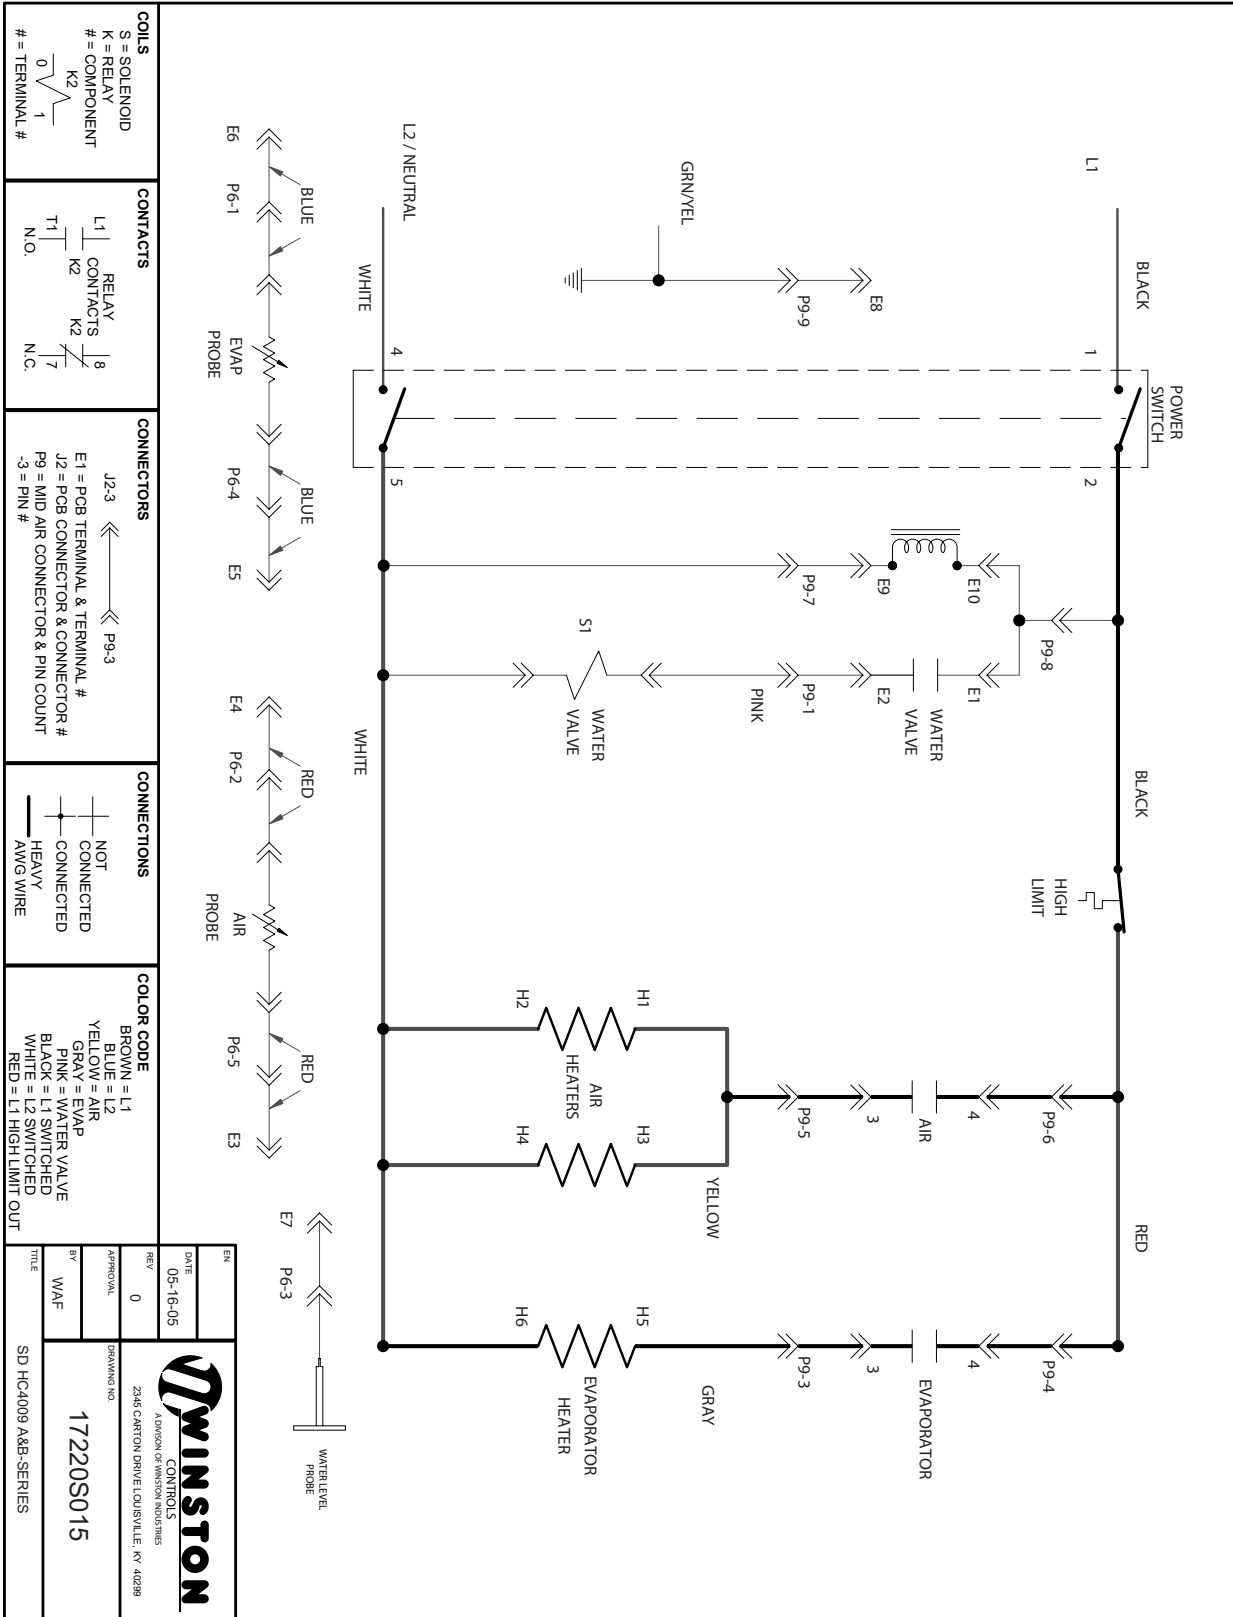 L1
BLACK
POWER
SWITCH
1
2
BLACK
HIGH
LIMIT
RED
GRN/YEL
P9-9
E8
P9-8
E10
E9
P9-7
E1
WATER
VALVE
E2
P9-1
PINK
S1
WATER
VALVE
P9-6
4
AIR
3
P9-5
YELLOW
H1
H2
AIR
HEATERS
H3
H4
P9-4
4
EVAPORATOR
3
P9-3
GRAY
H5
H6
EVAPORATOR
HEATER
L2 / NEUTRAL
WHITE
4
5
WHITE
E6
P6-1
BLUE
EVAP
PROBE
P6-4
BLUE
E5
E4
P6-2
RED
AIR
PROBE
P6-5
RED
E3
E7
P6-3
WATER LEVEL
PROBE
COILS
S = SOLENOID
K = RELAY
# = COMPONENT
K2
0
1
# = TERMINAL #
CONTACTS
RELAY
CONTACTS
L1
K2
T1
N.O.
K2
8
7
N.C.
CONNECTORS
J2-3
P9-3
E1 = PCB TERMINAL & TERMINAL #
J2 = PCB CONNECTOR & CONNECTOR #
P9 = MID AIR CONNECTOR & PIN COUNT
-3 = PIN #
CONNECTIONS
NOT
CONNECTED
CONNECTED
HEAVY
AWG WIRE
COLOR CODE
BROWN = L1
BLUE = L2
YELLOW = AIR
GRAY = EVAP
PINK = WATER VALVE
BLACK = L1 SWITCHED
WHITE = L2 SWITCHED
RED = L1 HIGH LIMIT OUT
EN
DATE
05-16-05
REV
0
APPROVAL
BY
WAF
TITLE
SD HC4009 A&B-SERIES
WINSTON
CONTROLS
A DIVISION OF WINSTON INDUSTRIES
2345 CARTON DRIVE LOUISVILLE, KY 40299
DRAWING NO.
17220S015